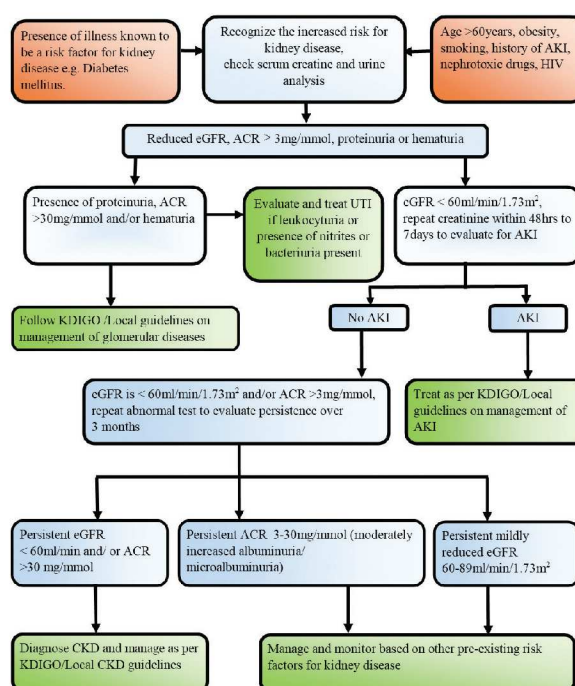 Presence of illness known to
be a risk factor for kidney
disease e.g. Diabetes
mellitus.
Recognize the increased risk for
kidney disease,
check serum creatine and urine
analysis
Age >60years, obesity,
smoking, history of AKI,
nephrotoxic drugs, HIV
Reduced eGFR, ACR > 3mg/mmol, proteinuria or hematuria
Presence of proteinuria, ACR
>30mg/mmol and/or hematuria
Evaluate and treat UTI
if leukocyturia or
presence of nitrites or
bacteriuria present
eGFR < 60ml/min/1.73m²,
repeat creatinine within 48hrs to
7days to evaluate for AKI
Follow KDIGO /Local guidelines on
management of glomerular diseases
No AKI
AKI
eGFR is < 60ml/min/1.73m² and/or ACR >3mg/mmol,
repeat abnormal test to evaluate persistence over
3 months
Treat as per KDIGO/Local
guidelines on management of
AKI
Persistent eGFR
< 60ml/min and/ or ACR
>30 mg/mmol
Persistent ACR 3-30mg/mmol (moderately
increased albuminuria/
microalbuminuria)
Persistent mildly
reduced eGFR
60-89ml/min/1.73m²
Diagnose CKD and manage as per
KDIGO/Local CKD guidelines
Manage and monitor based on other pre-existing risk
factors for kidney disease